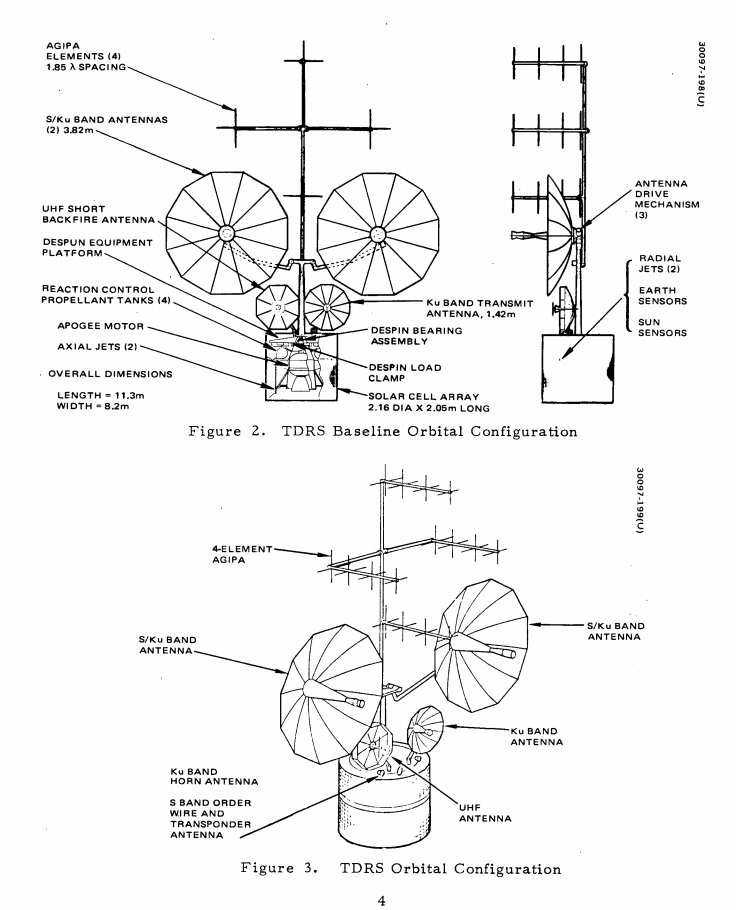 AGIPA
ELEMENTS (4)
1.85 λ SPACING
S/Ku BAND ANTENNAS
(2) 3.82m
UHF SHORT
BACKFIRE ANTENNA
DESPUN EQUIPMENT
PLATFORM
REACTION CONTROL
PROPELLANT TANKS (4)
APOGEE MOTOR
AXIAL JETS (2)
OVERALL DIMENSIONS
LENGTH = 11.3m
WIDTH = 8.2m
Ku BAND TRANSMIT
ANTENNA, 1.42m
DESPIN BEARING
ASSEMBLY
DESPIN LOAD
CLAMP
SOLAR CELL ARRAY
2.16 DIA X 2.05m LONG
30097-198(U)
ANTENNA
DRIVE
MECHANISM
(3)
RADIAL
JETS (2)
EARTH
SENSORS
SUN
SENSORS
Figure 2. TDRS Baseline Orbital Configuration
30097-199(U)
4-ELEMENT
AGIPA
S/Ku BAND
ANTENNA
S/Ku BAND
ANTENNA
Ku BAND
ANTENNA
Ku BAND
HORN ANTENNA
S BAND ORDER
WIRE AND
TRANSPONDER
ANTENNA
UHF
ANTENNA
Figure 3. TDRS Orbital Configuration
4